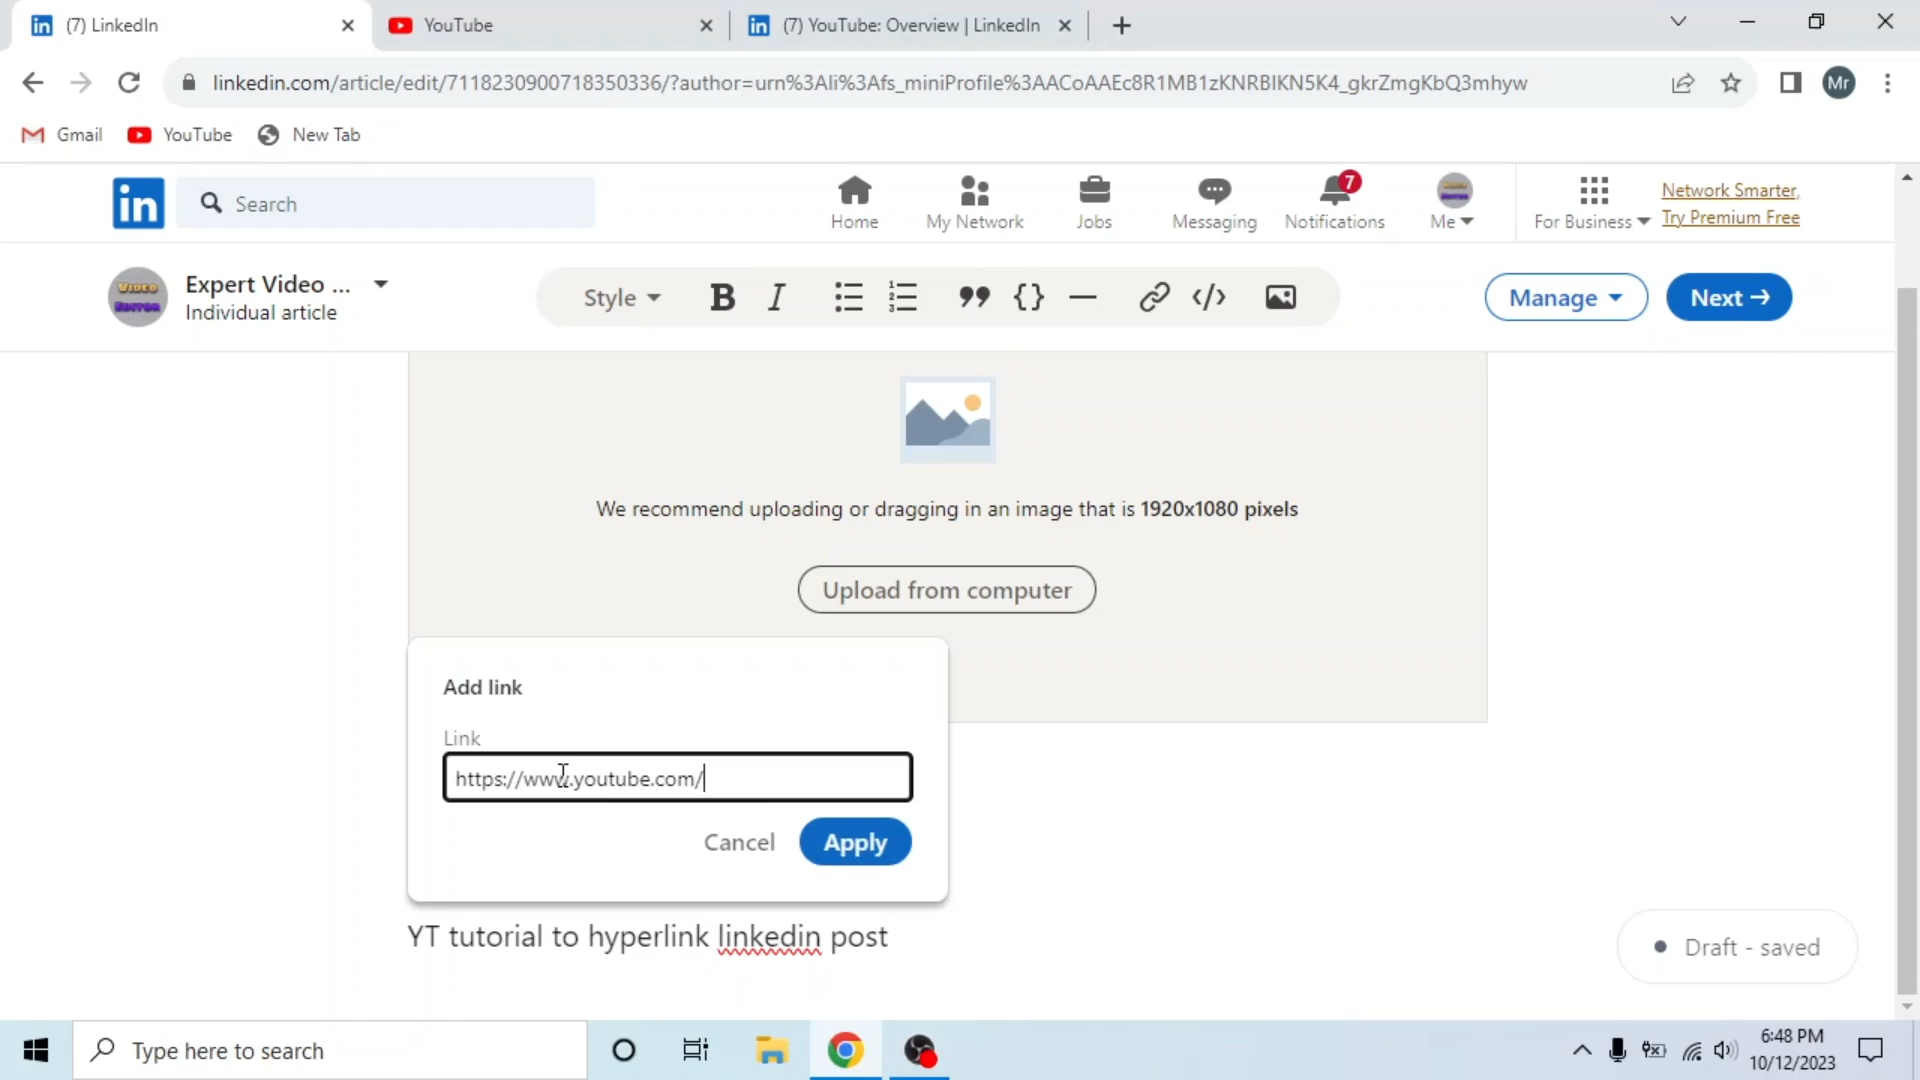 (7) LinkedIn
YouTube
(7) YouTube: Overview | LinkedIn
linkedin.com/article/edit/7118230900718350336/?author=urn%3Ali%3Afs_miniProfile%3AACoAAEc8R1MB1zKNRBIKN5K4_gkrZmgKbQ3mhyw
Mr
Gmail
YouTube
New Tab
in
Search
Home
My Network
Jobs
Messaging
7
Notifications
Me
For Business
Network Smarter,
Try Premium Free
Expert Video ...
Individual article
Style
B
I
Manage
Next →
We recommend uploading or dragging in an image that is 1920x1080 pixels
Upload from computer
Add link
Link
https://www.youtube.com/
Cancel
Apply
YT tutorial to hyperlink linkedin post
Draft - saved
Type here to search
6:48 PM
10/12/2023